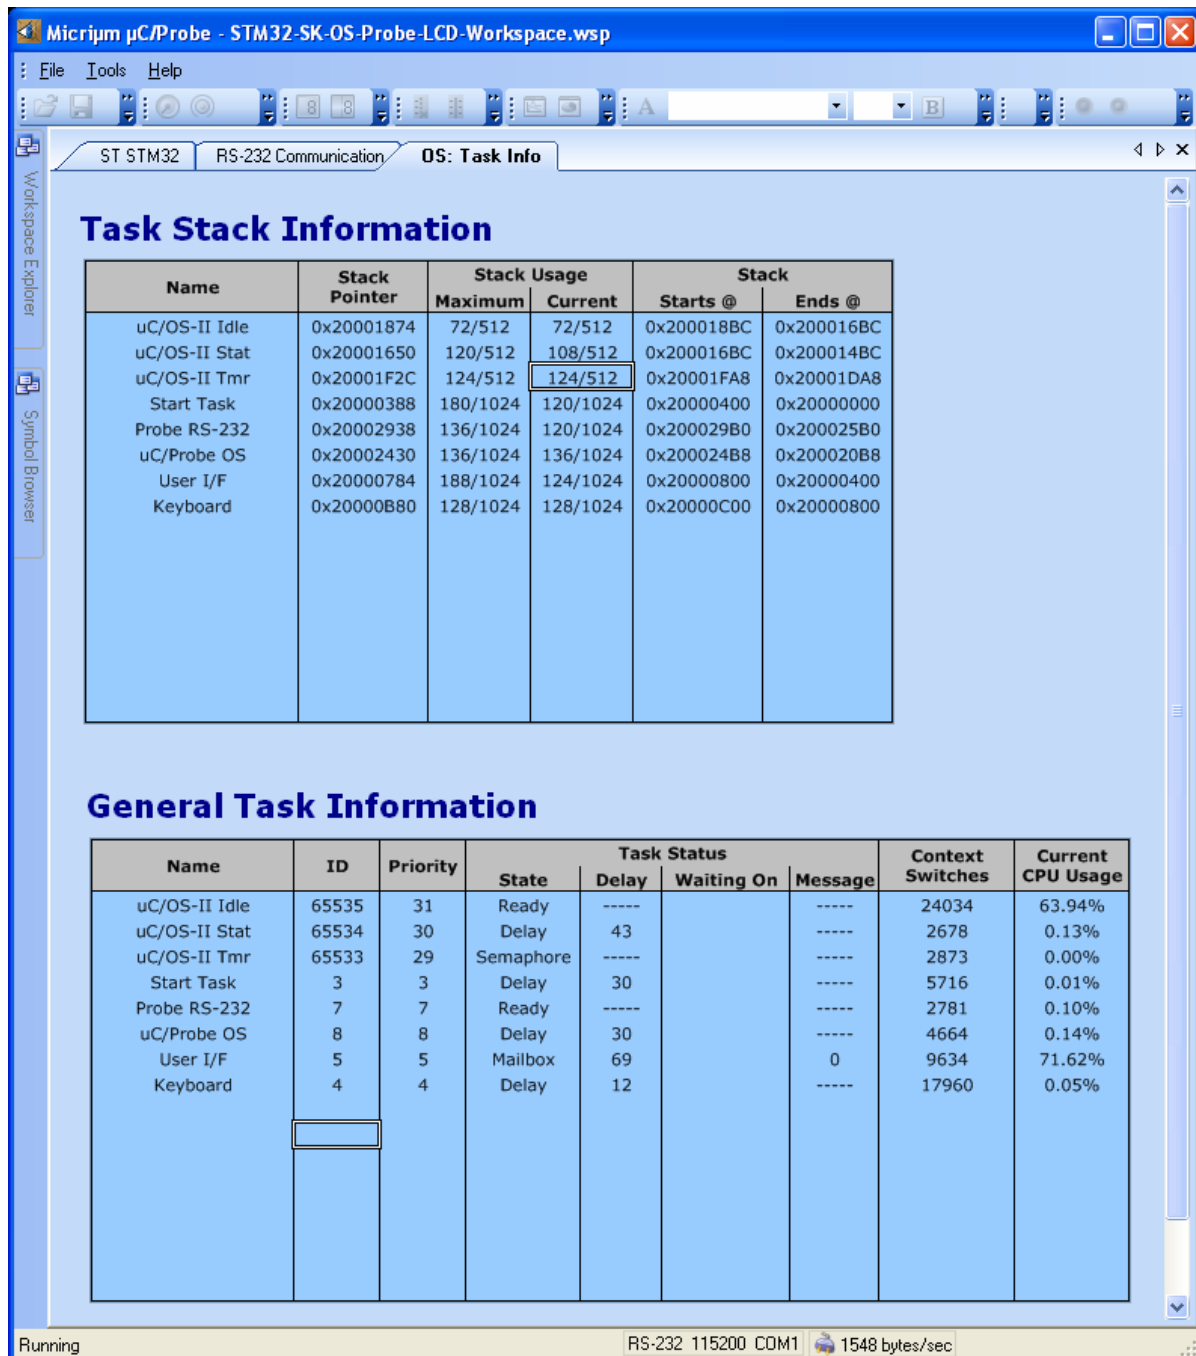 Micriµm µC/Probe - STM32-SK-OS-Probe-LCD-Workspace.wsp
File Tools Help
A B
ST STM32 RS-232 Communication OS: Task Info
Workspace Explorer
Symbol Browser
Task Stack Information
Name Stack Pointer Stack Usage Stack
Maximum Current Starts @ Ends @
uC/OS-II Idle 0x20001874 72/512 72/512 0x200018BC 0x200016BC
uC/OS-II Stat 0x20001650 120/512 108/512 0x200016BC 0x200014BC
uC/OS-II Tmr 0x20001F2C 124/512 124/512 0x20001FA8 0x20001DA8
Start Task 0x20000388 180/1024 120/1024 0x20000400 0x20000000
Probe RS-232 0x20002938 136/1024 120/1024 0x200029B0 0x200025B0
uC/Probe OS 0x20002430 136/1024 136/1024 0x200024B8 0x200020B8
User I/F 0x20000784 188/1024 124/1024 0x20000800 0x20000400
Keyboard 0x20000B80 128/1024 128/1024 0x20000C00 0x20000800
General Task Information
Name ID Priority Task Status Context Switches Current CPU Usage
State Delay Waiting On Message
uC/OS-II Idle 65535 31 Ready ----- ----- 24034 63.94%
uC/OS-II Stat 65534 30 Delay 43 ----- 2678 0.13%
uC/OS-II Tmr 65533 29 Semaphore ----- ----- 2873 0.00%
Start Task 3 3 Delay 30 ----- 5716 0.01%
Probe RS-232 7 7 Ready ----- ----- 2781 0.10%
uC/Probe OS 8 8 Delay 30 ----- 4664 0.14%
User I/F 5 5 Mailbox 69 0 9634 71.62%
Keyboard 4 4 Delay 12 ----- 17960 0.05%
Running RS-232 115200 COM1 1548 bytes/sec